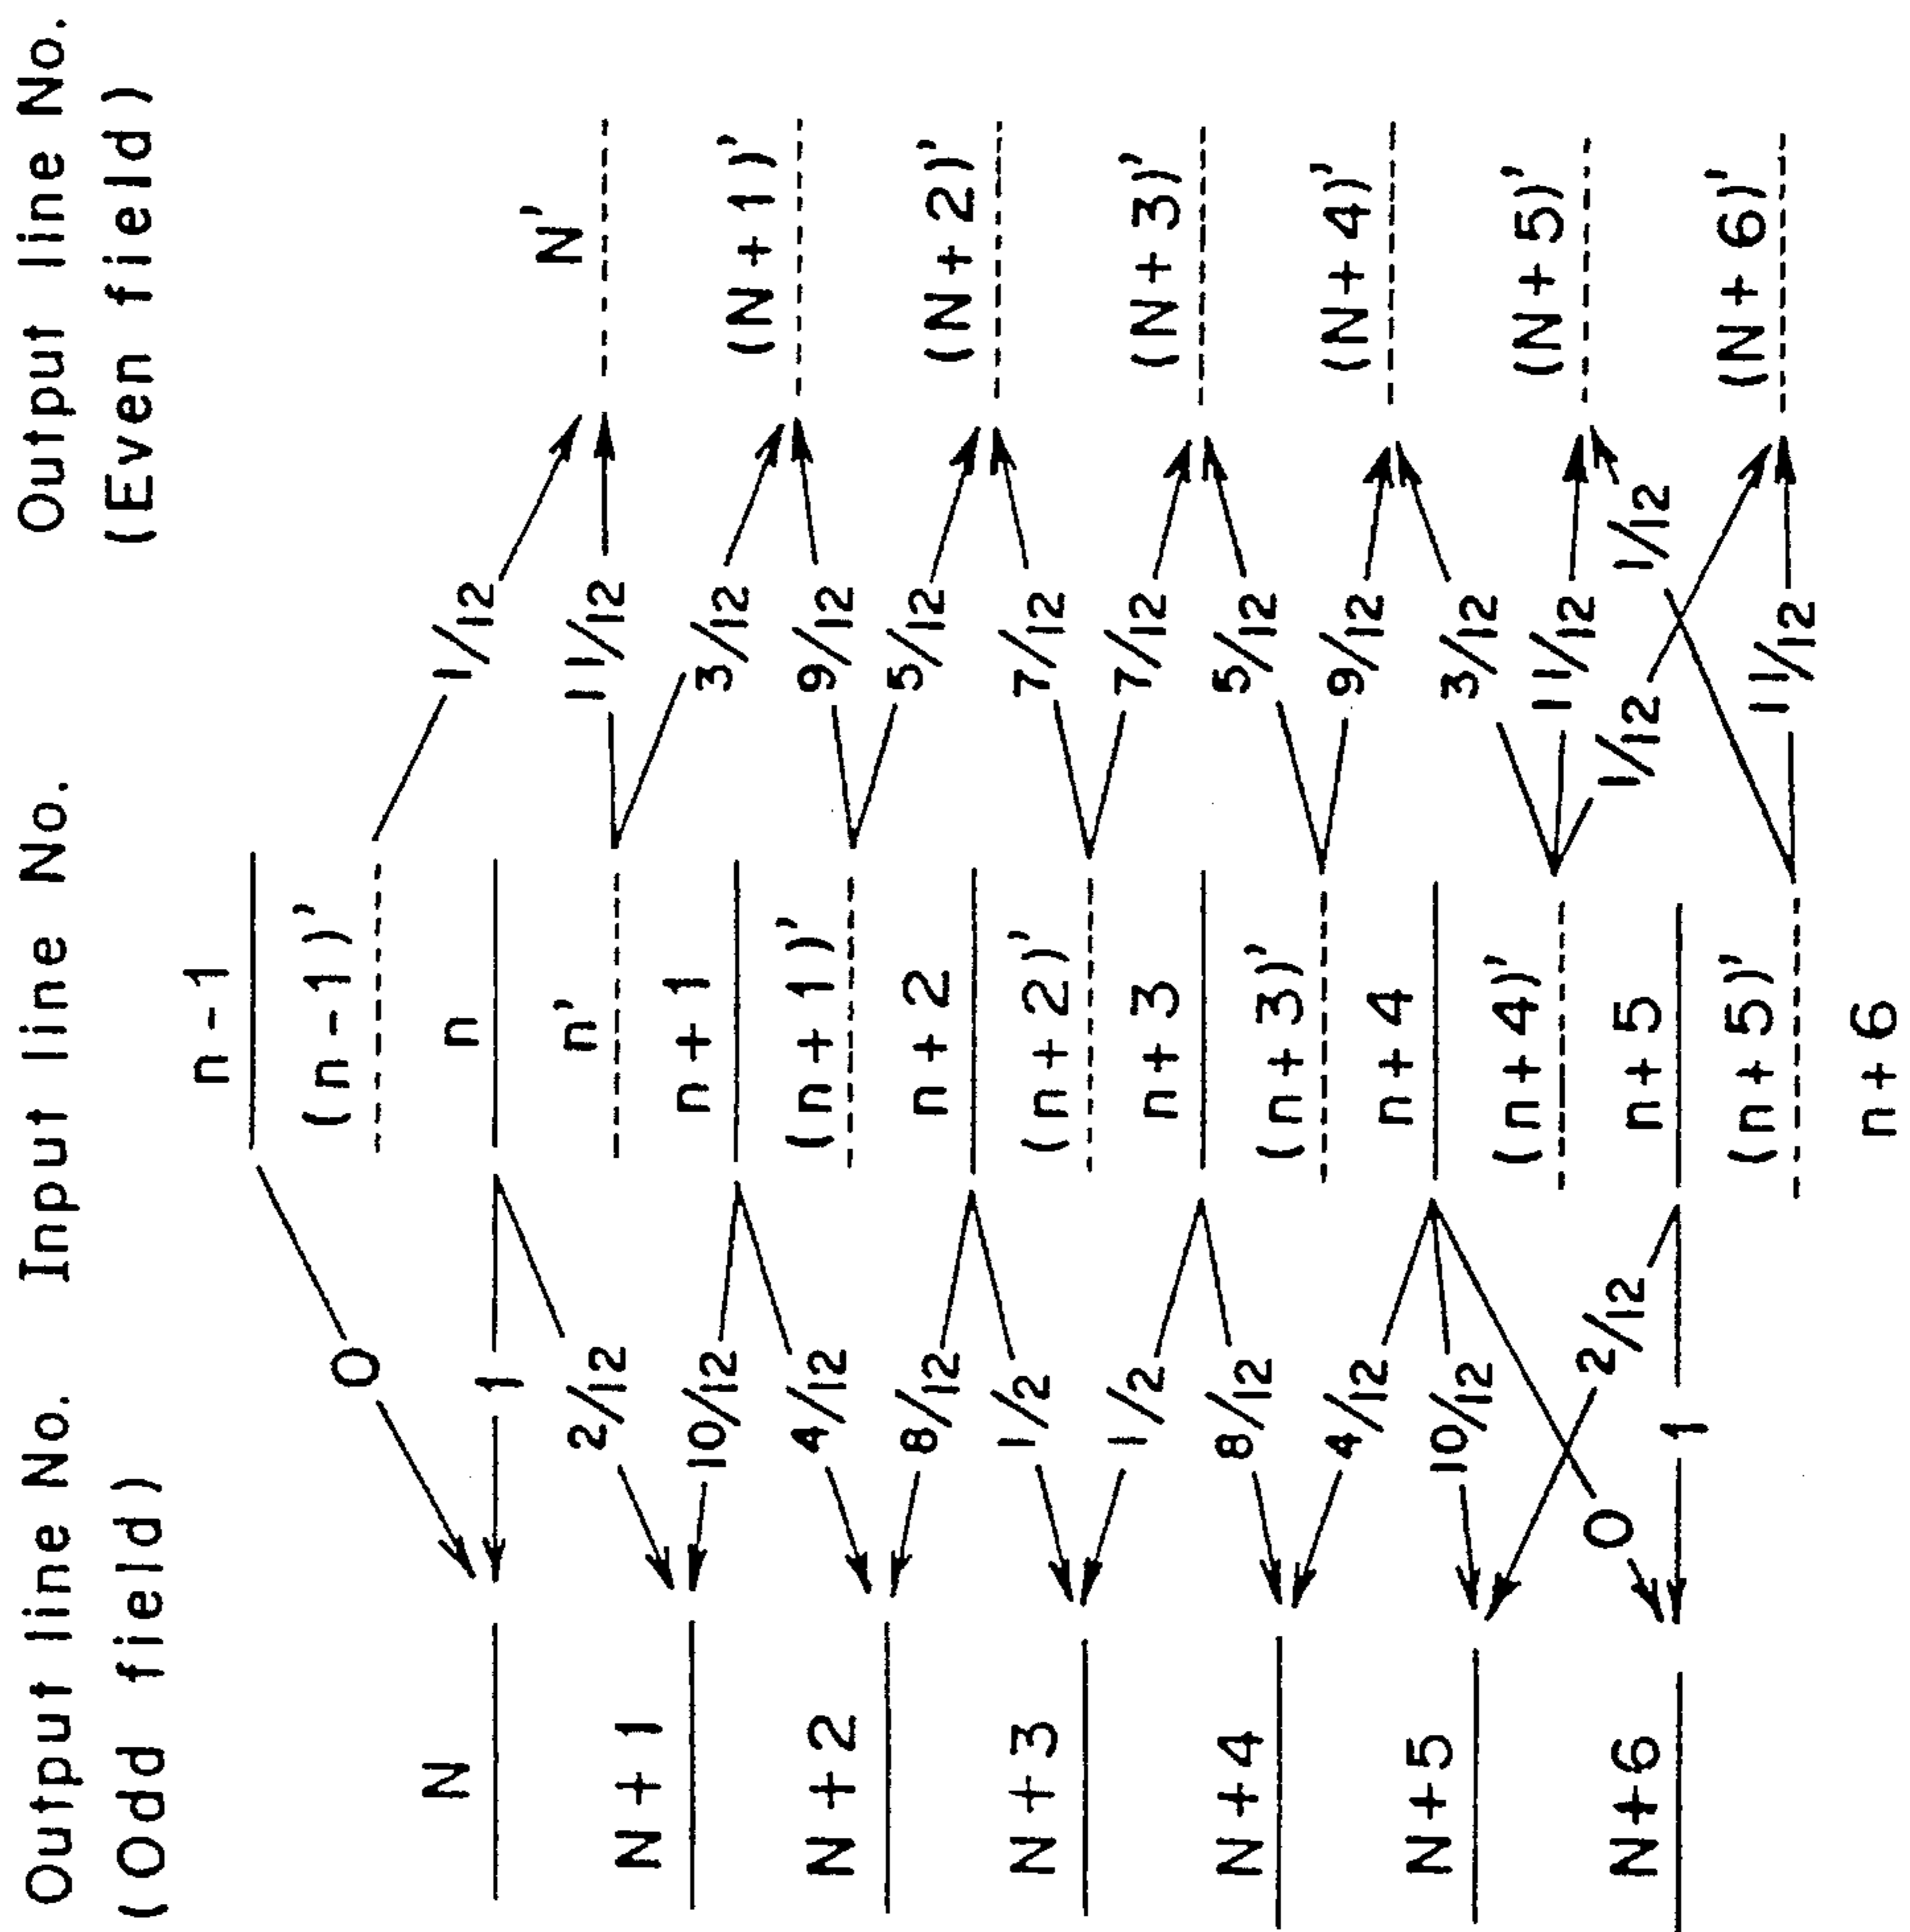 Output line No.
(Odd field)
Input line No.
Output line No.
(Even field)
N
N+1
N+2
N+3
N+4
N+5
N+6
0
1
2/12
10/12
4/12
8/12
1/2
1/2
8/12
4/12
10/12
2/12
0
1
n-1
(n-1)'
n
n'
n+1
(n+1)'
n+2
(n+2)'
n+3
(n+3)'
n+4
(n+4)'
n+5
(n+5)'
n+6
1/12
11/12
3/12
9/12
5/12
7/12
7/12
5/12
9/12
3/12
11/12
1/12
1/12
11/12
N'
(N+1)'
(N+2)'
(N+3)'
(N+4)'
(N+5)'
(N+6)'